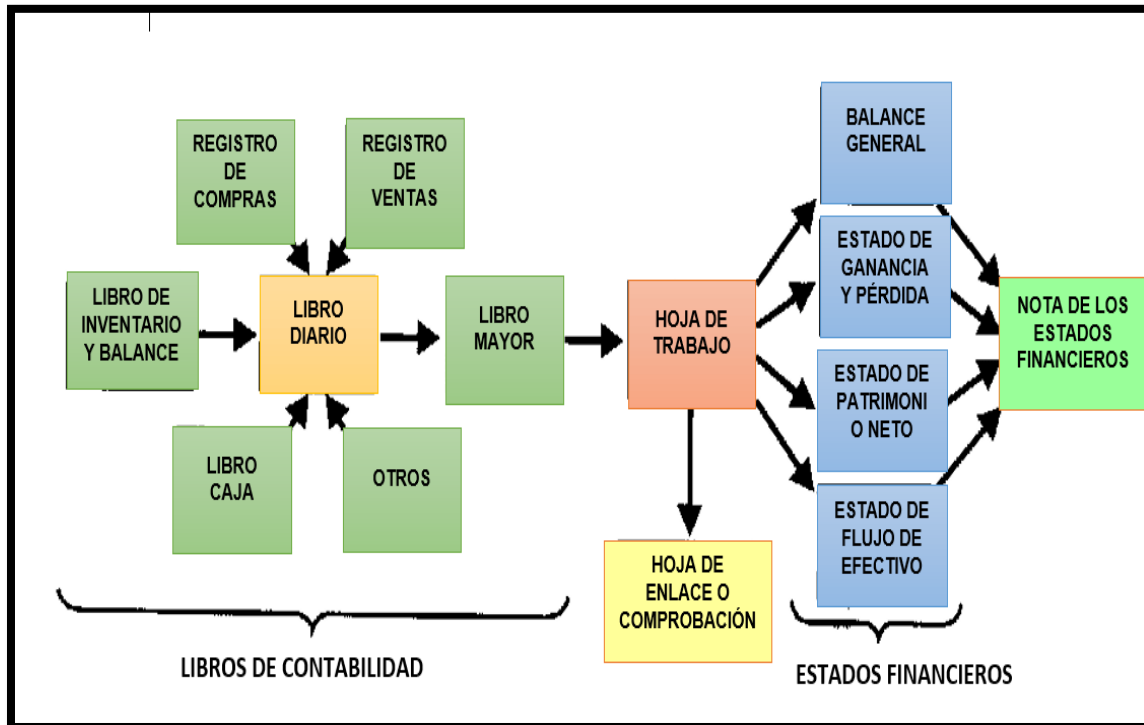 REGISTRO
DE
COMPRAS
REGISTRO
DE
VENTAS
LIBRO DE
INVENTARIO
Y BALANCE
LIBRO
DIARIO
LIBRO
MAYOR
LIBRO
CAJA
OTROS
LIBROS DE CONTABILIDAD
HOJA DE
TRABAJO
HOJA DE
ENLACE O
COMPROBACIÓN
BALANCE
GENERAL
ESTADO DE
GANANCIA
Y PÉRDIDA
ESTADO DE
PATRIMONI
O NETO
ESTADO DE
FLUJO DE
EFECTIVO
ESTADOS FINANCIEROS
NOTA DE LOS
ESTADOS
FINANCIEROS